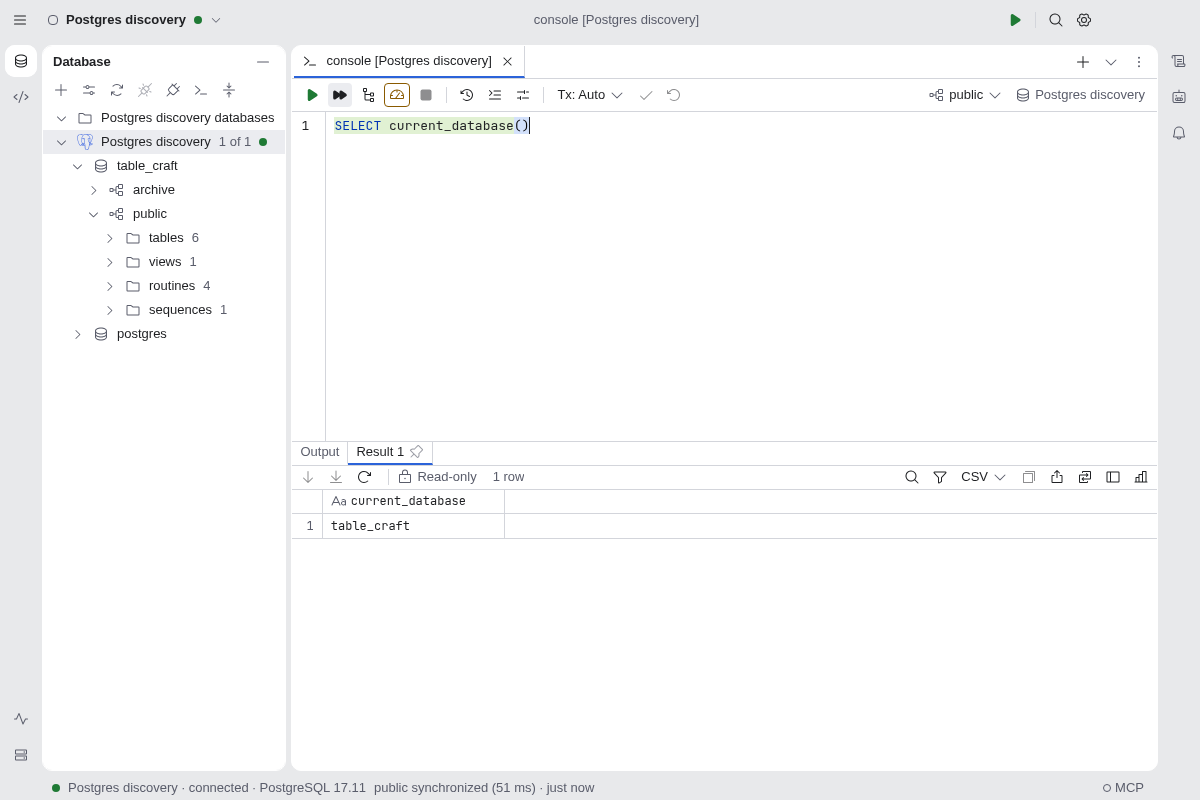 Postgres discovery
console [Postgres discovery]
Database
Postgres discovery databases
Postgres discovery 1 of 1
table_craft
archive
public
tables 6
views 1
routines 4
sequences 1
postgres
console [Postgres discovery]
Tx: Auto
public
Postgres discovery
1 SELECT current_database()
Output
Result 1
Read-only
1 row
CSV
Aa current_database
1 table_craft
Postgres discovery · connected · PostgreSQL 17.11 public synchronized (51 ms) · just now
MCP